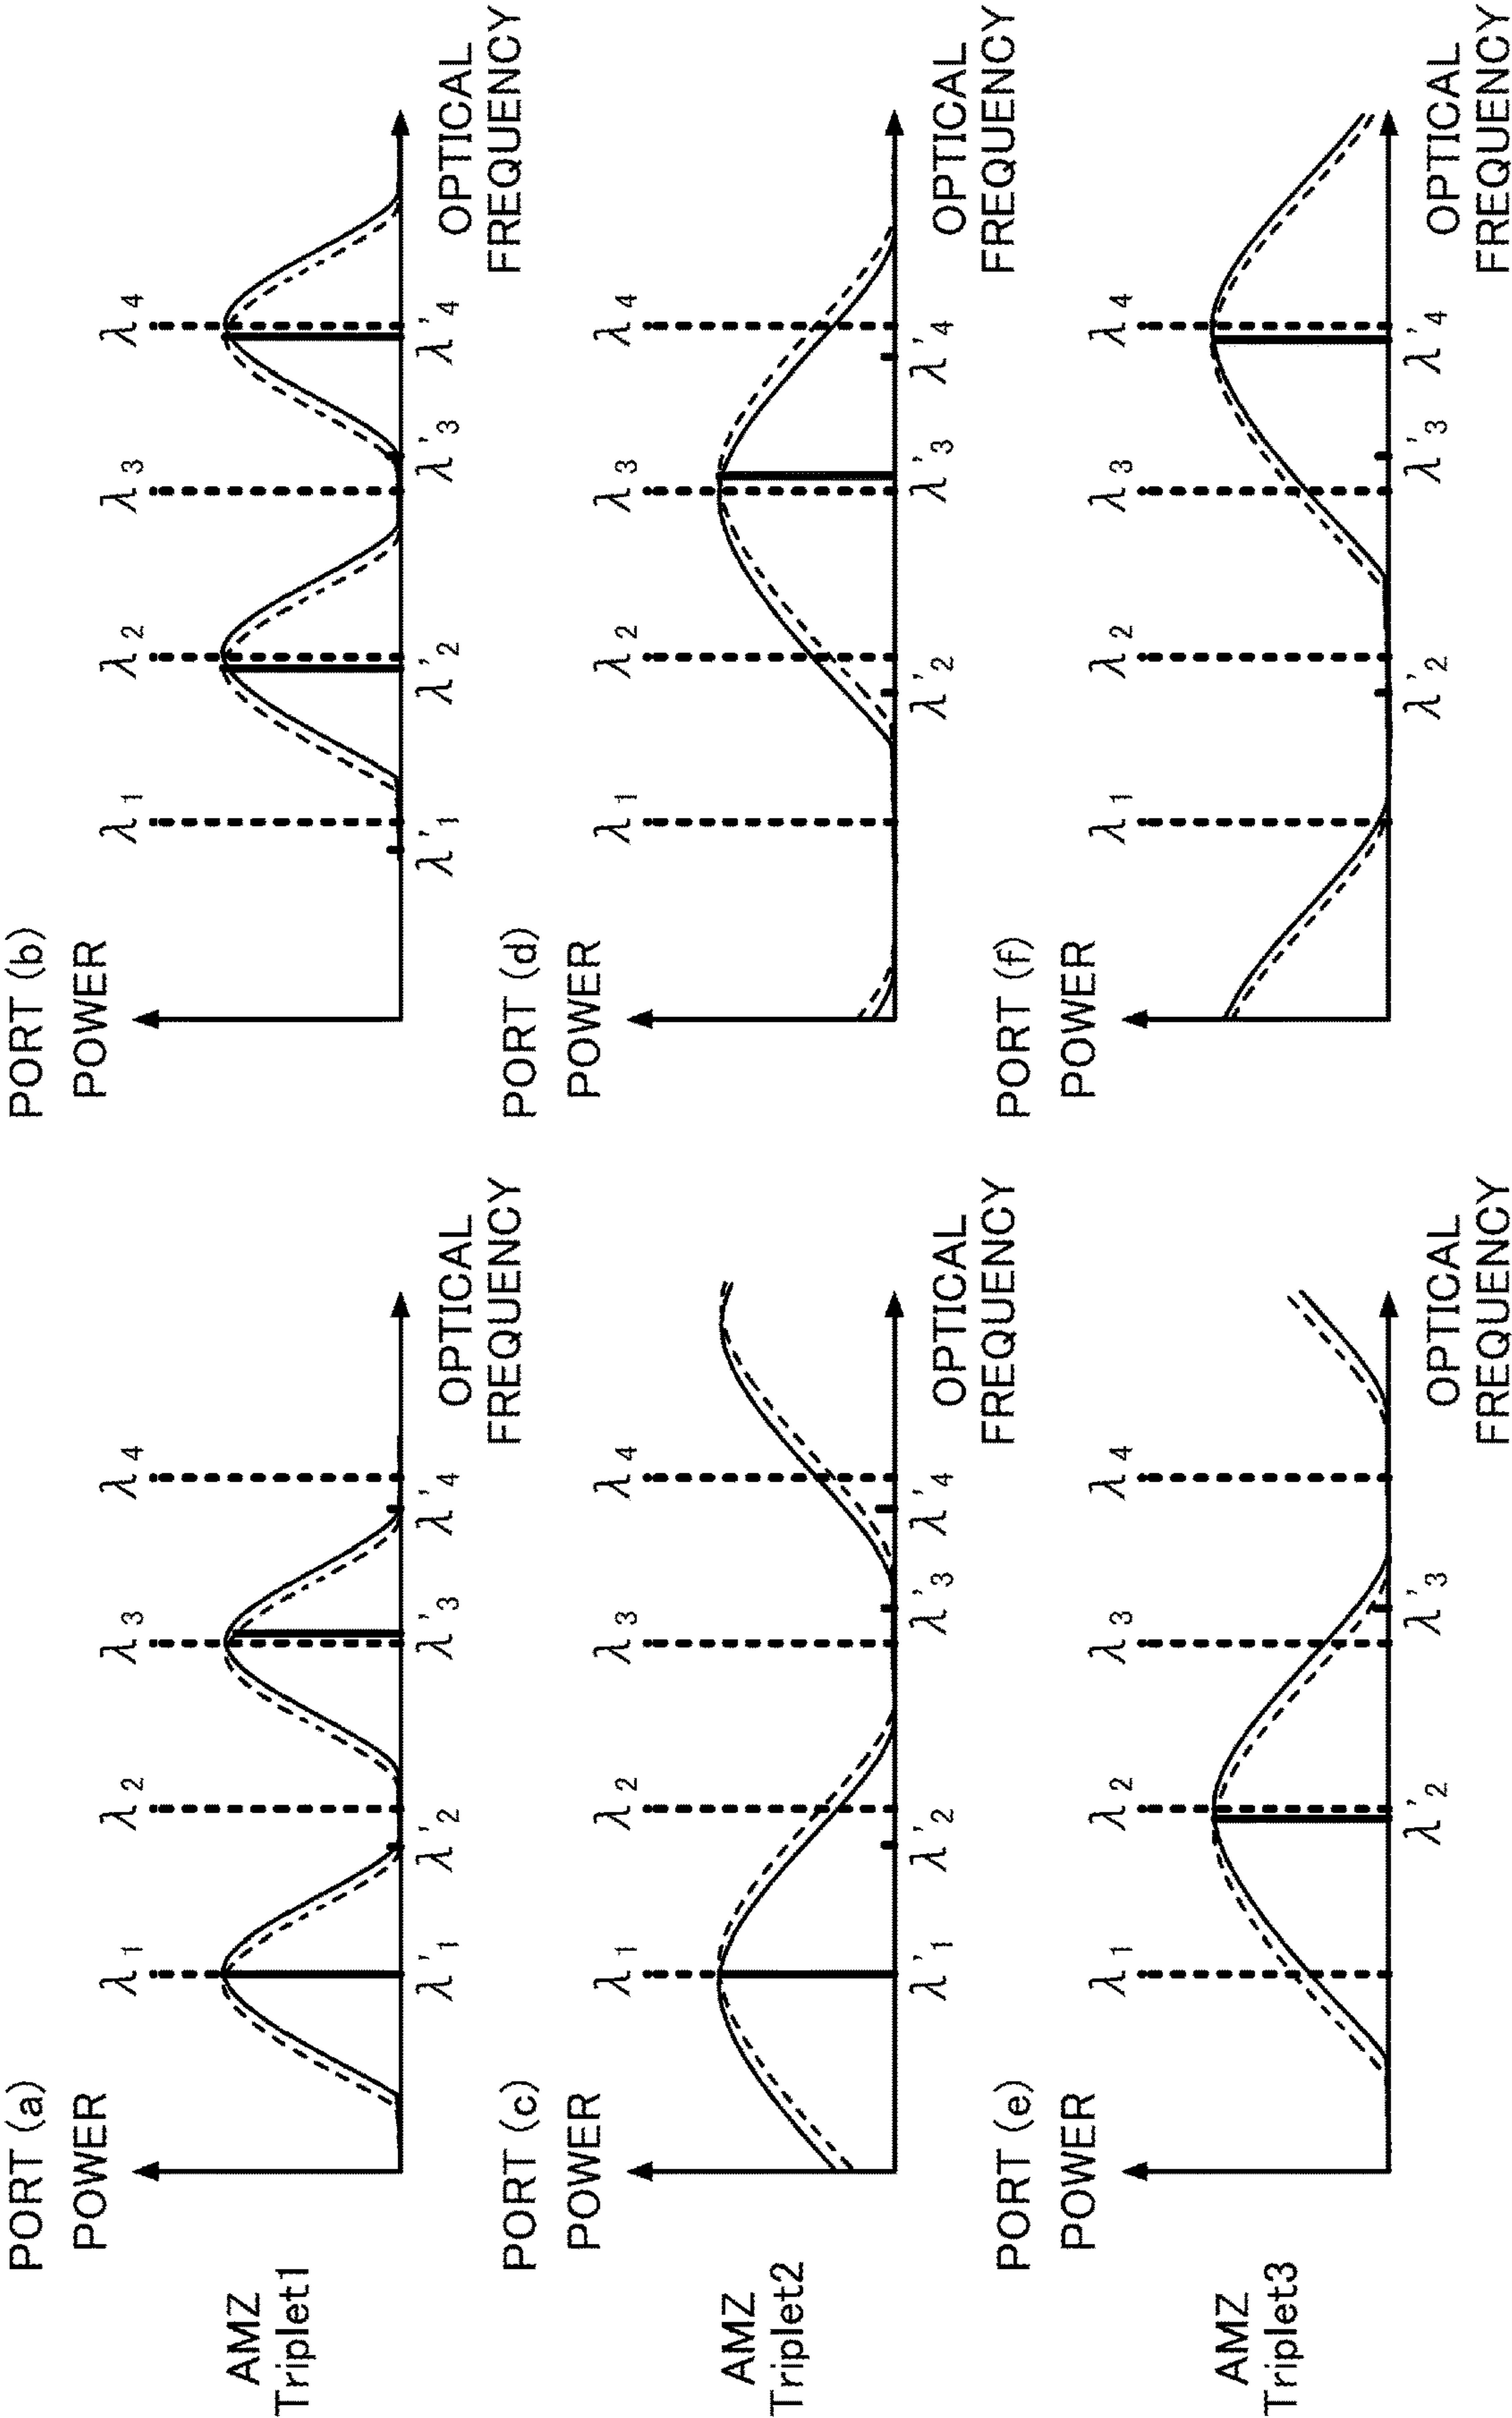 AMZ
Triplet1
PORT (a)
POWER
λ1 λ2 λ3 λ4
λ'1 λ'2 λ'3 λ'4
OPTICAL
FREQUENCY
PORT (b)
POWER
λ1 λ2 λ3 λ4
λ'1 λ'2 λ'3 λ'4
OPTICAL
FREQUENCY
AMZ
Triplet2
PORT (c)
POWER
λ1 λ2 λ3 λ4
λ'1 λ'2 λ'3 λ'4
OPTICAL
FREQUENCY
PORT (d)
POWER
λ1 λ2 λ3 λ4
λ'2 λ'3 λ'4
OPTICAL
FREQUENCY
AMZ
Triplet3
PORT (e)
POWER
λ1 λ2 λ3 λ4
λ'2 λ'3
OPTICAL
FREQUENCY
PORT (f)
POWER
λ1 λ2 λ3 λ4
λ'2 λ'3 λ'4
OPTICAL
FREQUENCY